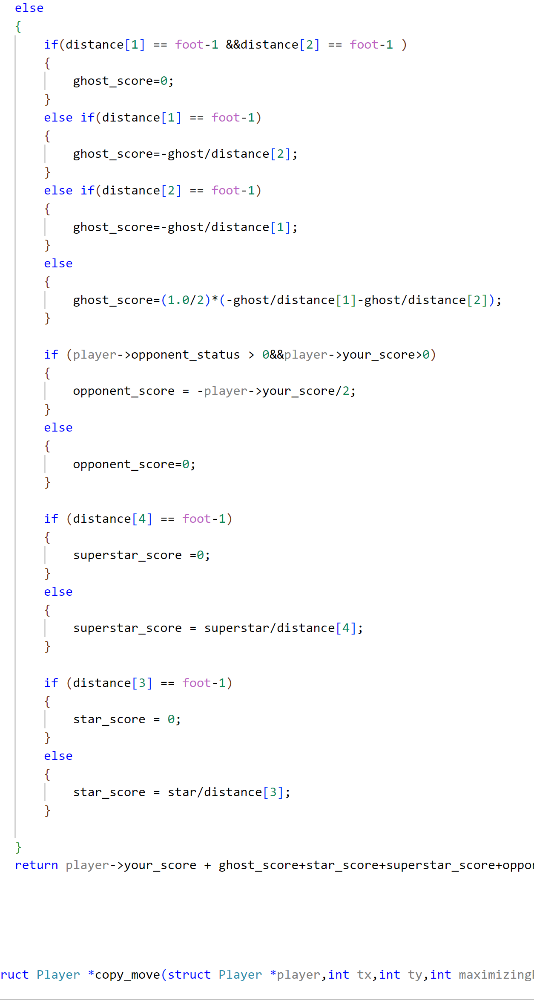 else
{
if(distance[1] == foot-1 &&distance[2] == foot-1 )
{
ghost_score=0;
}
else if(distance[1] == foot-1)
{
ghost_score=-ghost/distance[2];
}
else if(distance[2] == foot-1)
{
ghost_score=-ghost/distance[1];
}
else
{
ghost_score=(1.0/2)*(-ghost/distance[1]-ghost/distance[2]);
}
if (player->opponent_status > 0&&player->your_score>0)
{
opponent_score = -player->your_score/2;
}
else
{
opponent_score=0;
}
if (distance[4] == foot-1)
{
superstar_score =0;
}
else
{
superstar_score = superstar/distance[4];
}
if (distance[3] == foot-1)
{
star_score = 0;
}
else
{
star_score = star/distance[3];
}
}
return player->your_score + ghost_score+star_score+superstar_score+oppo
ruct Player *copy_move(struct Player *player,int tx,int ty,int maximizing